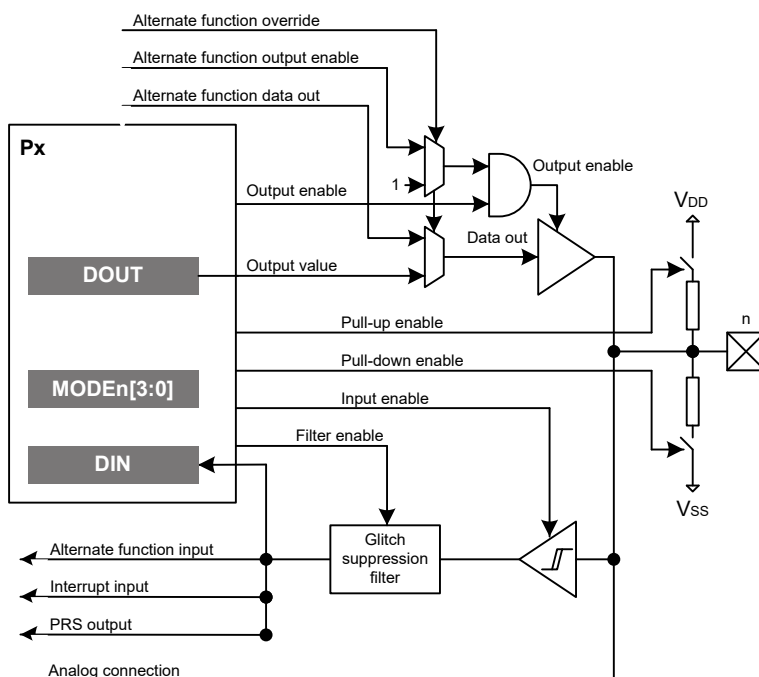 Alternate function override
Alternate function output enable
Alternate function data out
Px
Output enable
1
Output enable
VDD
Data out
DOUT
Output value
n
Pull-up enable
Pull-down enable
MODEn[3:0]
Input enable
Filter enable
DIN
VSS
Glitch
suppression
filter
Alternate function input
Interrupt input
PRS output
Analog connection